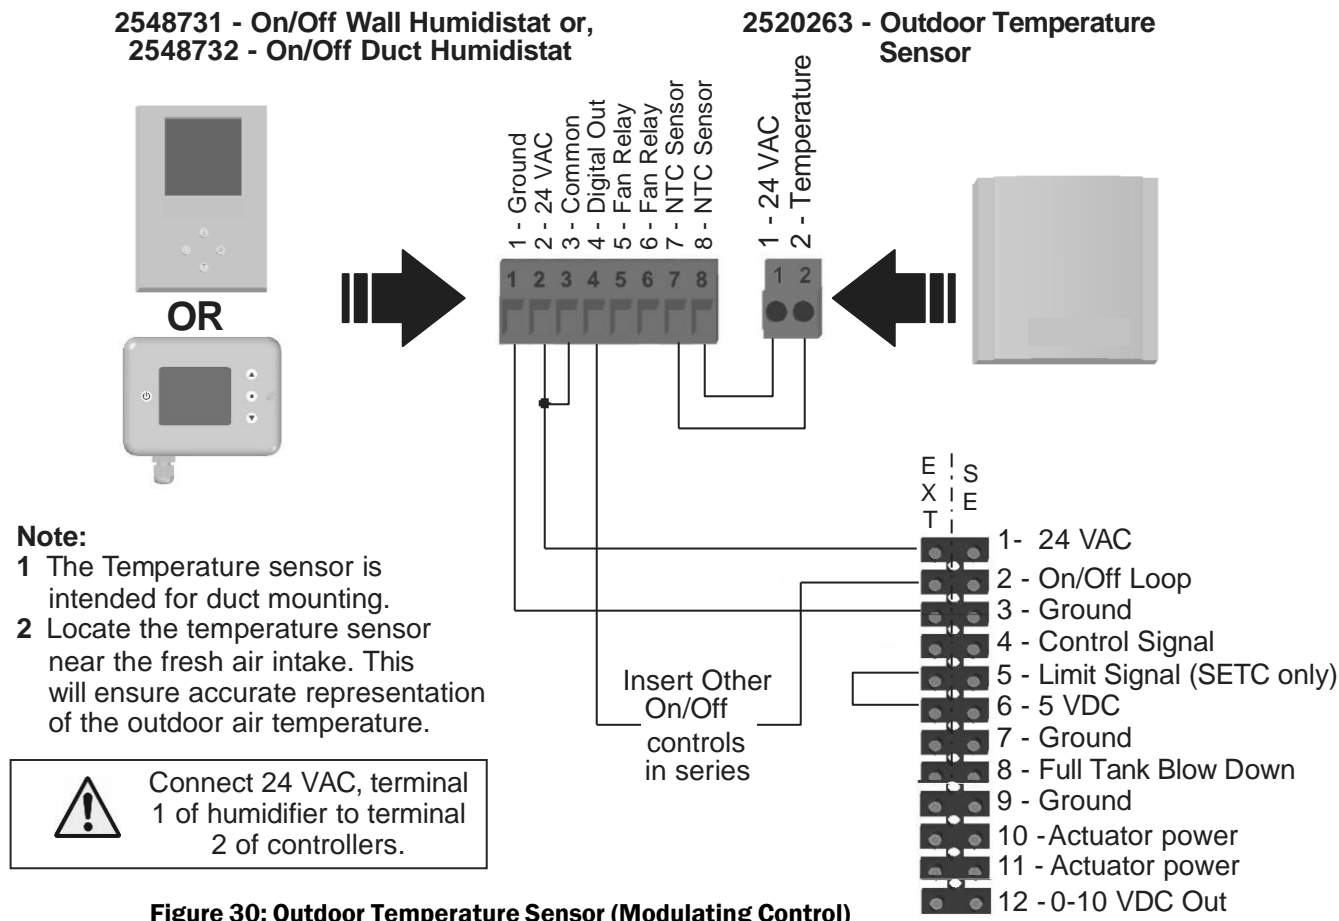 2548731 - On/Off Wall Humidistat or,
2548732 - On/Off Duct Humidistat
2520263 - Outdoor Temperature
Sensor
1 - Ground
2 - 24 VAC
3 - Common
4 - Digital Out
5 - Fan Relay
6 - Fan Relay
7 - NTC Sensor
8 - NTC Sensor
1 - 24 VAC
2 - Temperature
1 2 3 4 5 6 7 8
1 2
OR
EXT
SE
1- 24 VAC
2 - On/Off Loop
3 - Ground
4 - Control Signal
5 - Limit Signal (SETC only)
6 - 5 VDC
7 - Ground
8 - Full Tank Blow Down
9 - Ground
10 - Actuator power
11 - Actuator power
12 - 0-10 VDC Out
Insert Other
On/Off
controls
in series
Note:
1 The Temperature sensor is
intended for duct mounting.
2 Locate the temperature sensor
near the fresh air intake. This
will ensure accurate representation
of the outdoor air temperature.
Connect 24 VAC, terminal
1 of humidifier to terminal
2 of controllers.
Figure 30: Outdoor Temperature Sensor (Modulating Control)